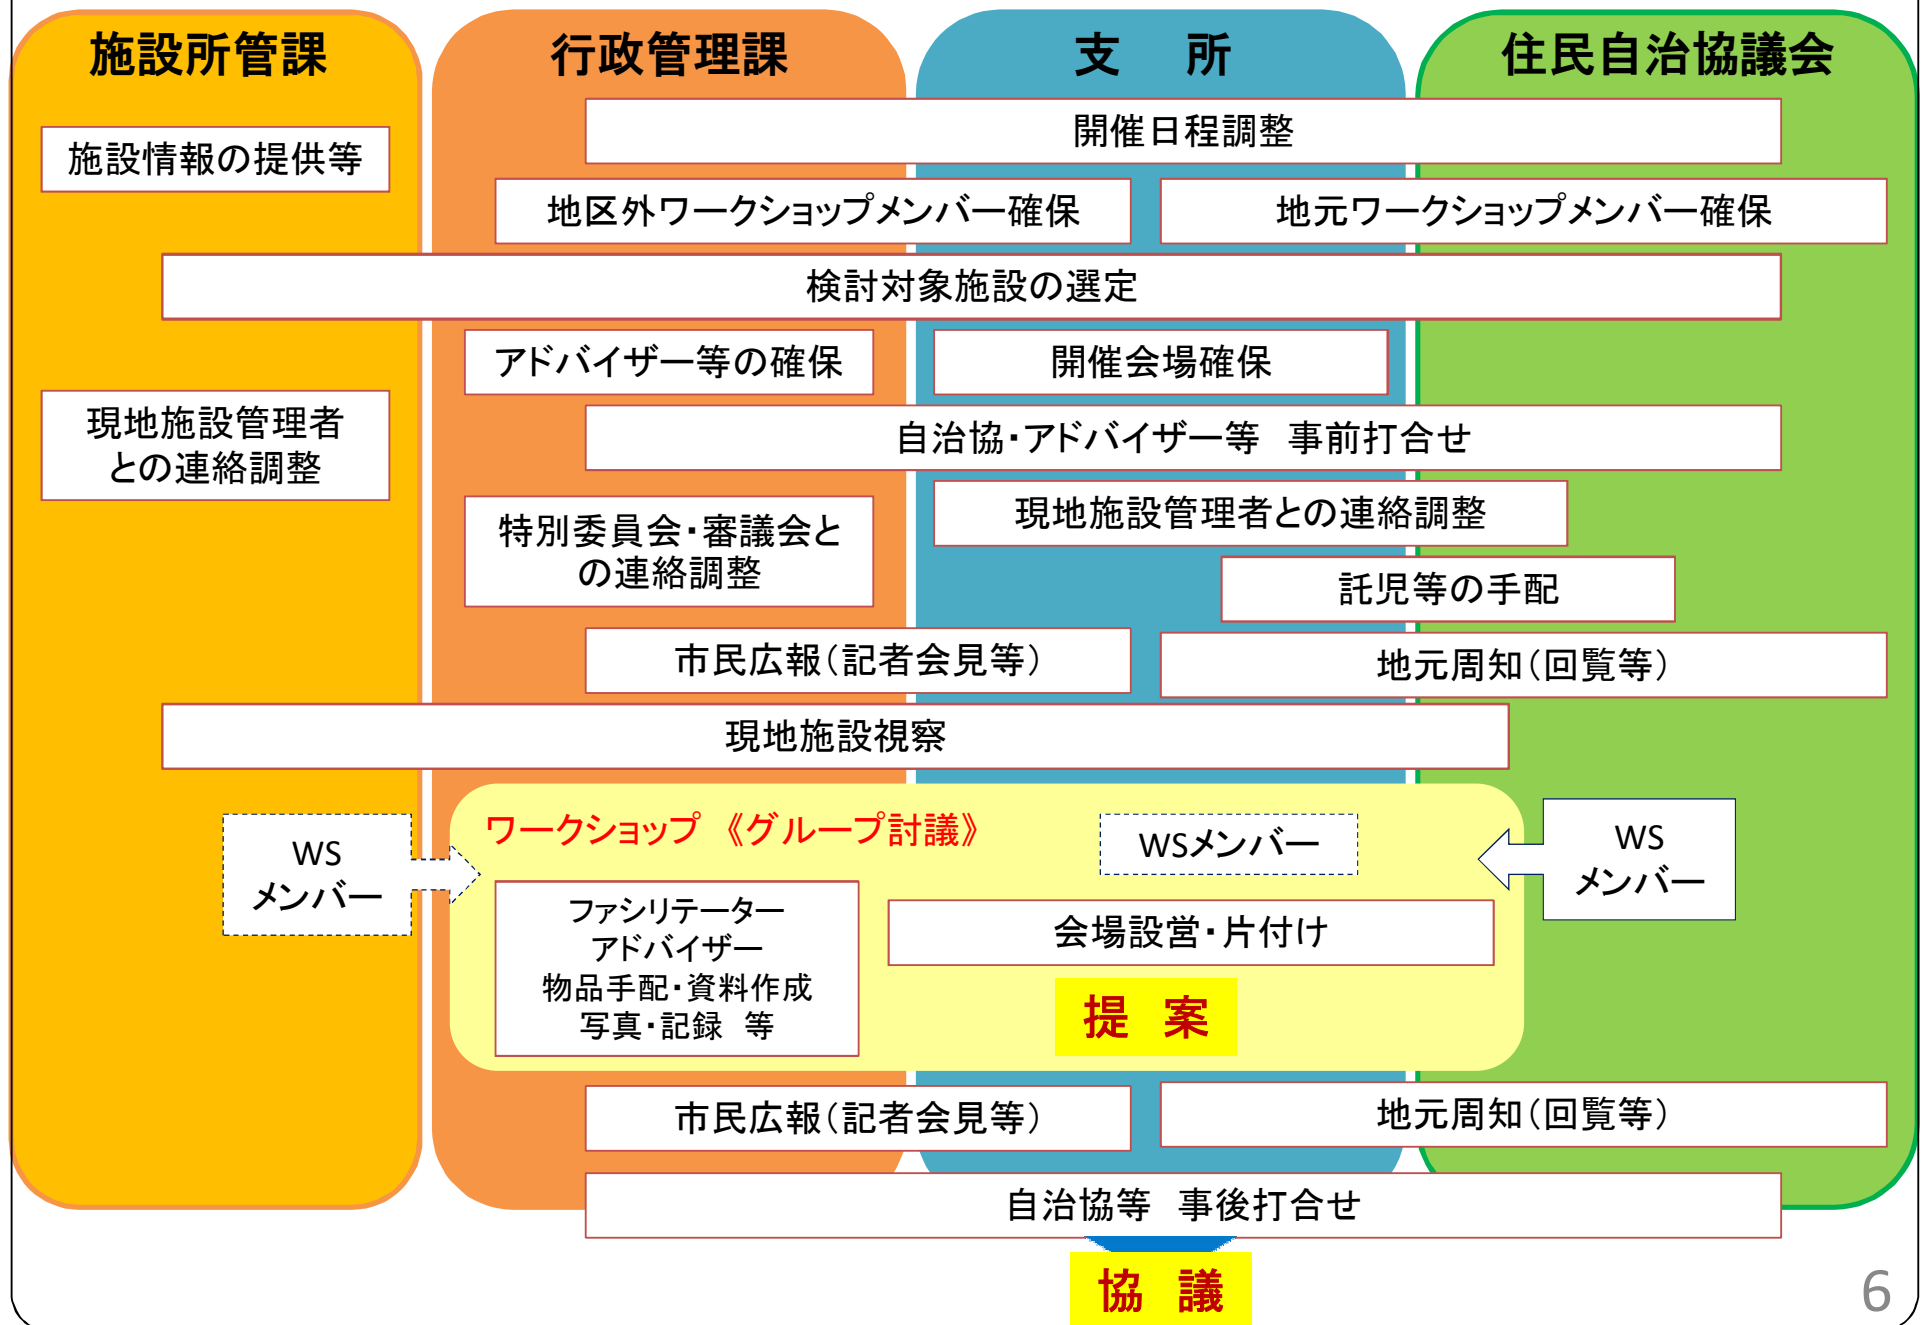 施設所管課
行政管理課
支　所
住民自治協議会
開催日程調整
施設情報の提供等
地区外ワークショップメンバー確保
地元ワークショップメンバー確保
検討対象施設の選定
アドバイザー等の確保
開催会場確保
現地施設管理者
との連絡調整
自治協・アドバイザー等　事前打合せ
特別委員会・審議会と
の連絡調整
現地施設管理者との連絡調整
託児等の手配
市民広報（記者会見等）
地元周知（回覧等）
現地施設視察
ワークショップ　《グループ討議》
WS
メンバー
WSメンバー
WS
メンバー
ファシリテーター
アドバイザー
物品手配・資料作成
写真・記録　等
会場設営・片付け
提　案
市民広報（記者会見等）
地元周知（回覧等）
自治協等　事後打合せ
協　議
6